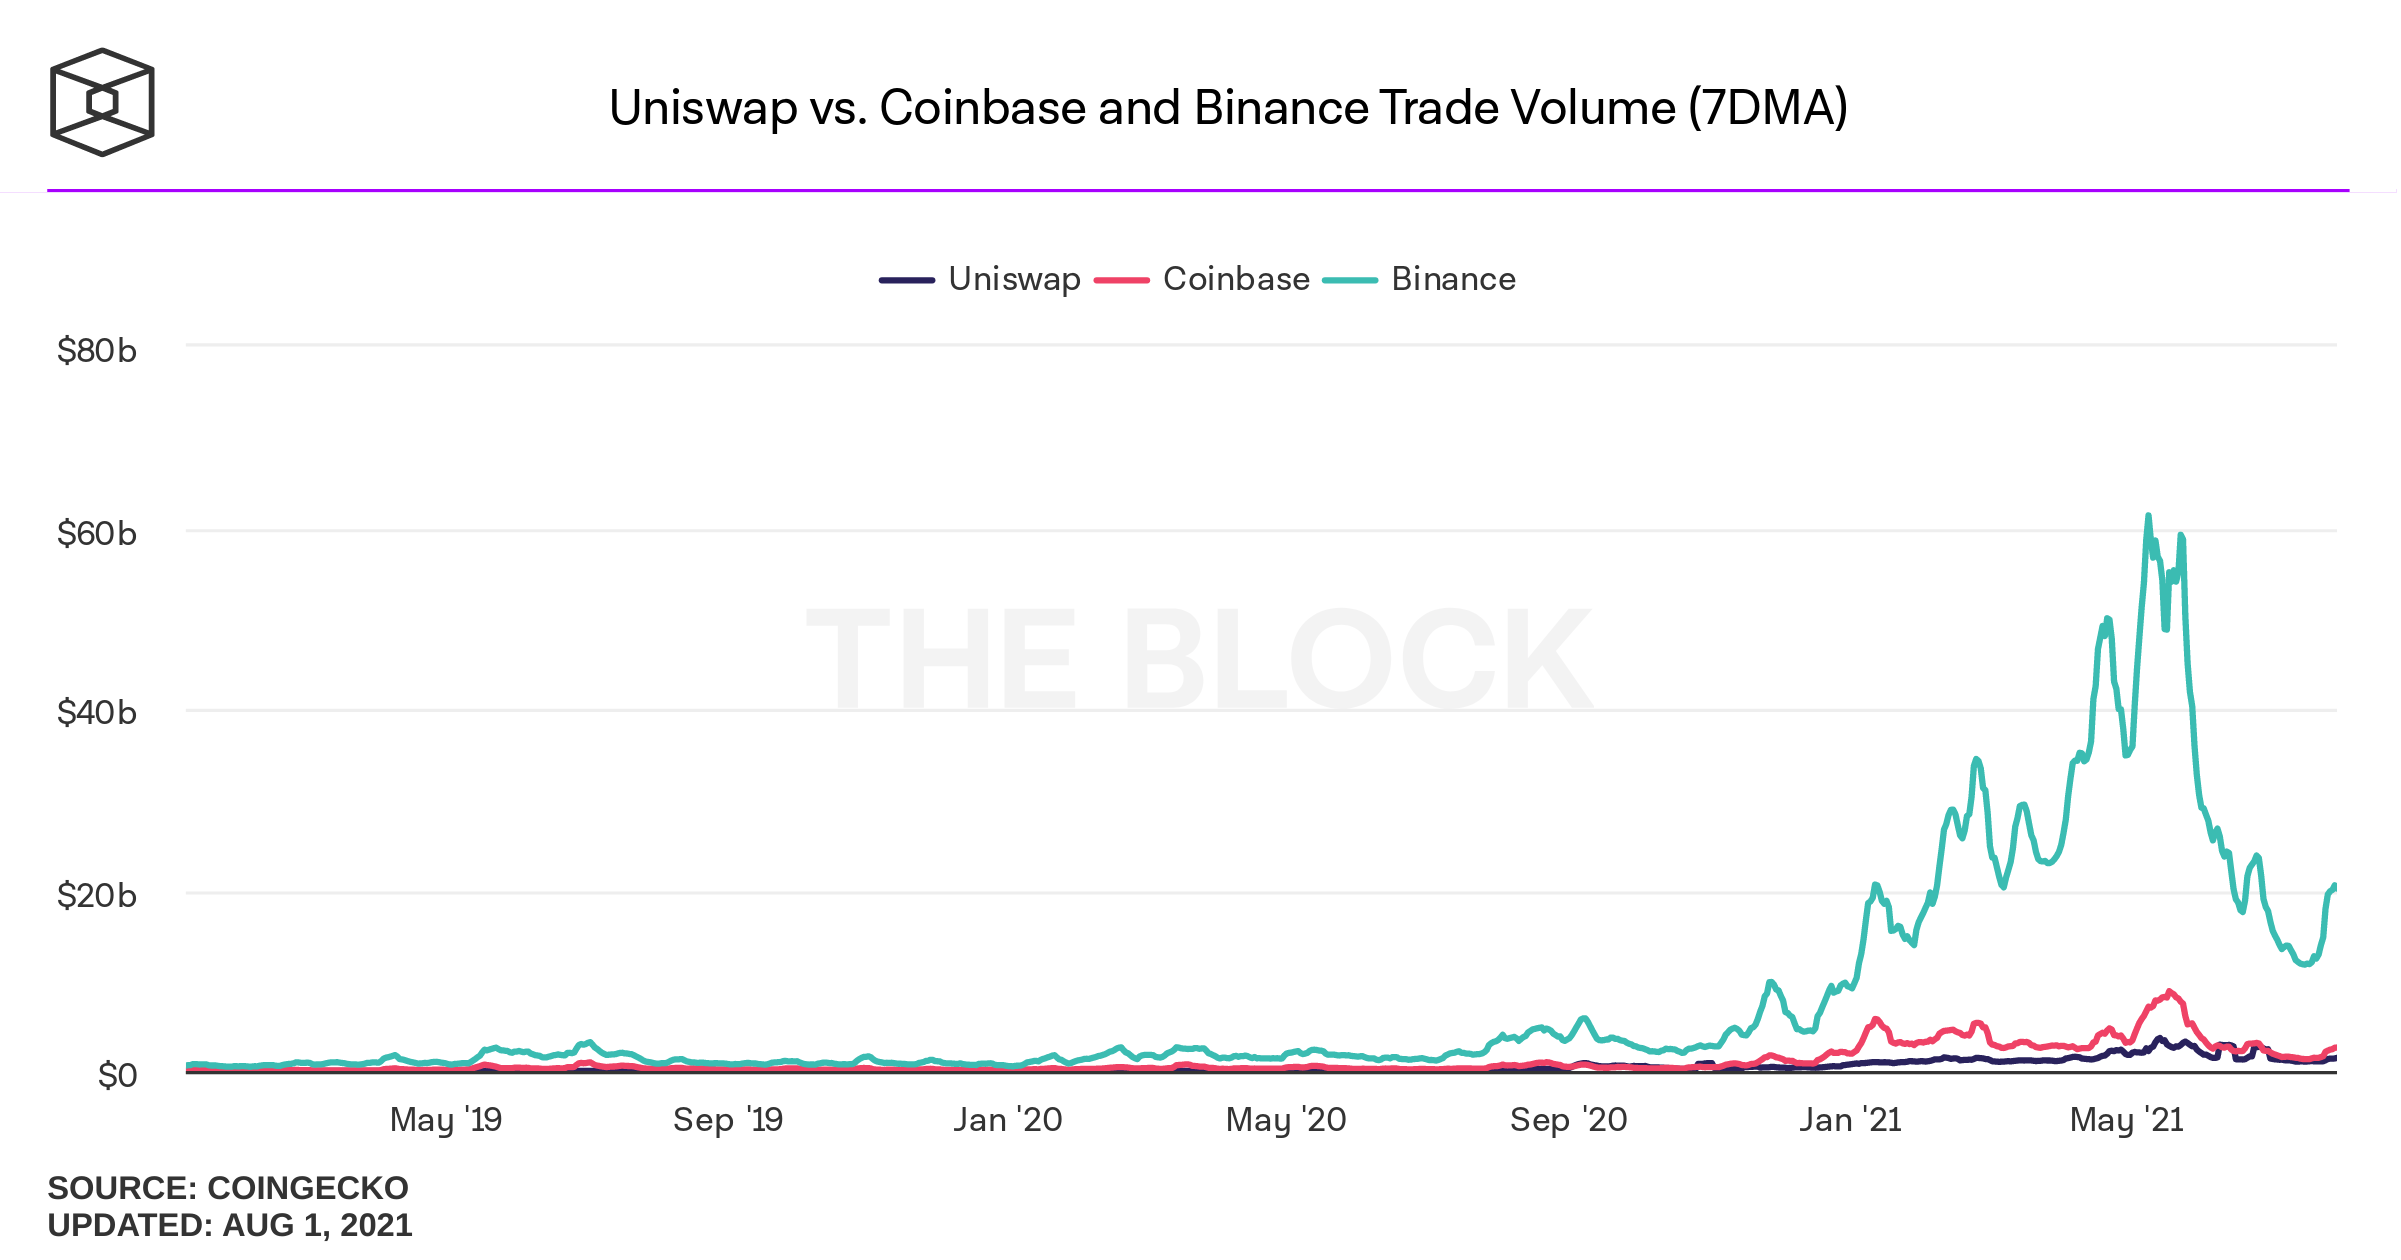 Uniswap vs. Coinbase and Binance Trade Volume (7DMA)
Uniswap Coinbase Binance
$80b
$60b
THE BLOCK
$40b
$20b
$0
May '19 Sep '19 Jan '20 May '20 Sep '20 Jan '21 May '21
SOURCE: COINGECKO
UPDATED: AUG 1, 2021